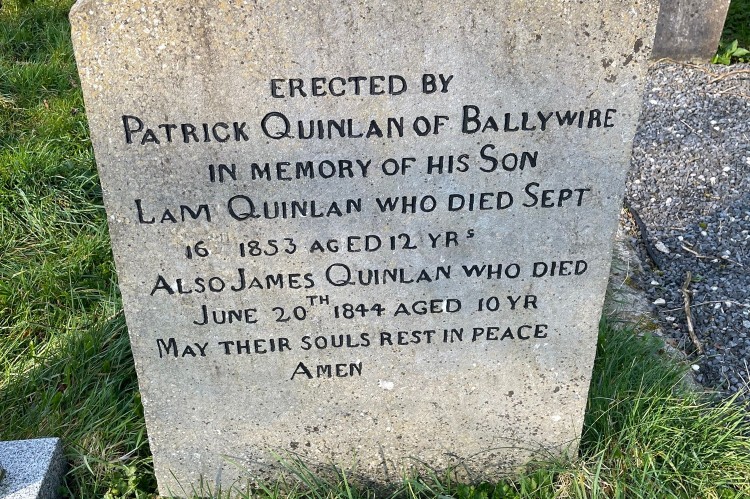 ERECTED BY
PATRICK QUINLAN OF BALLYWIRE
IN MEMORY OF HIS SON
LAM QUINLAN WHO DIED SEPT
16 1853 AGED 12 YRS
ALSO JAMES QUINLAN WHO DIED
JUNE 20TH 1844 AGED 10 YR
MAY THEIR SOULS REST IN PEACE
AMEN